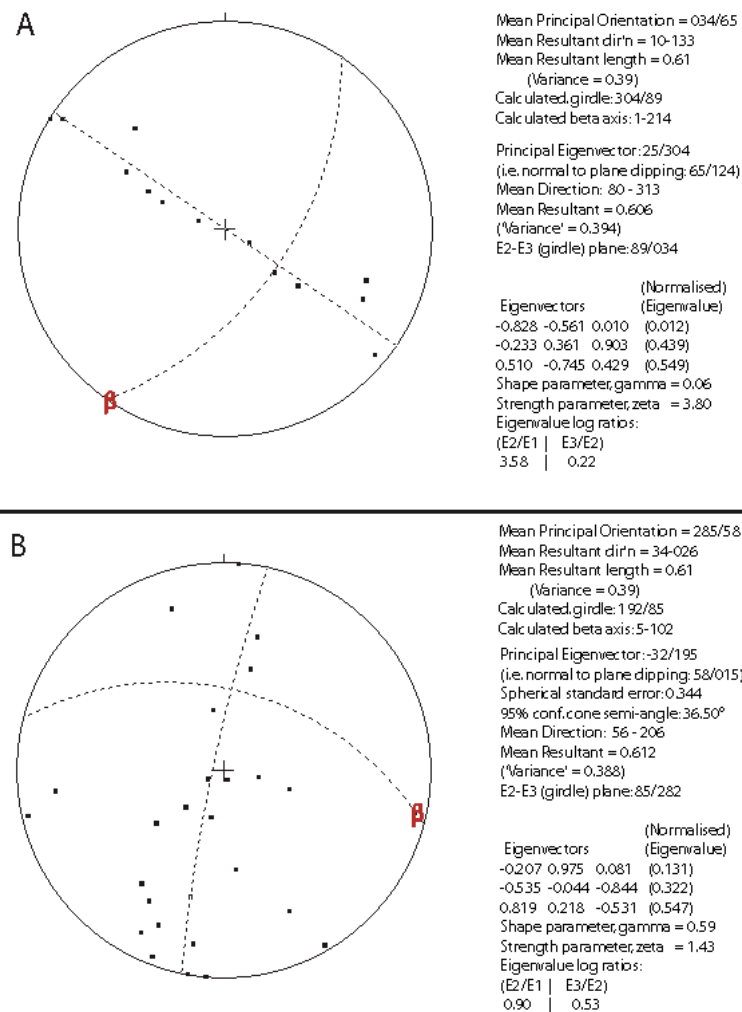 A
Mean Principal Orientation = 034/65
Mean Resultant dir'n = 10-133
Mean Resultant length = 0.61
(Variance = 0.39)
Calculated.girdle: 304/89
Calculated beta axis: 1-214
Principal Eigenvector: 25/304
(i.e. normal to plane dipping: 65/124)
Mean Direction: 80 - 313
Mean Resultant = 0.606
('Variance' = 0.394)
E2-E3 (girdle) plane: 89/034
(Normalised)
Eigenvectors (Eigenvalue)
-0.828 -0.561 0.010 (0.012)
-0.233 0.361 0.903 (0.439)
0.510 -0.745 0.429 (0.549)
Shape parameter, gamma = 0.06
Strength parameter, zeta = 3.80
Eigenvalue log ratios:
(E2/E1 | E3/E2)
3.58 | 0.22
β
B
Mean Principal Orientation = 285/58
Mean Resultant dir'n = 34-026
Mean Resultant length = 0.61
(Variance = 0.39)
Calculated.girdle: 192/85
Calculated beta axis: 5-102
Principal Eigenvector: -32/195
(i.e. normal to plane dipping: 58/015)
Spherical standard error: 0.344
95% conf. cone semi-angle: 36.50°
Mean Direction: 56 - 206
Mean Resultant = 0.612
('Variance' = 0.388)
E2-E3 (girdle) plane: 85/282
β
(Normalised)
Eigenvectors (Eigenvalue)
-0.207 0.975 0.081 (0.131)
-0.535 -0.044 -0.844 (0.322)
0.819 0.218 -0.531 (0.547)
Shape parameter, gamma = 0.59
Strength parameter, zeta = 1.43
Eigenvalue log ratios:
(E2/E1 | E3/E2)
0.90 | 0.53